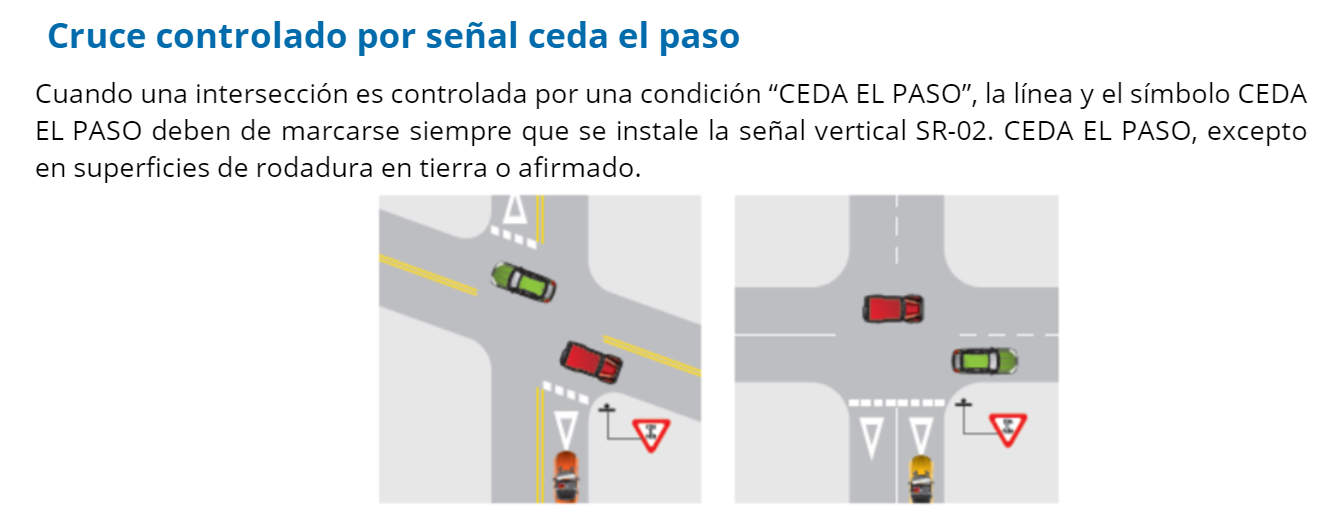 Cruce controlado por señal ceda el paso
Cuando una intersección es controlada por una condición “CEDA EL PASO”, la línea y el símbolo CEDA
EL PASO deben de marcarse siempre que se instale la señal vertical SR-02. CEDA EL PASO, excepto
en superficies de rodadura en tierra o afirmado.